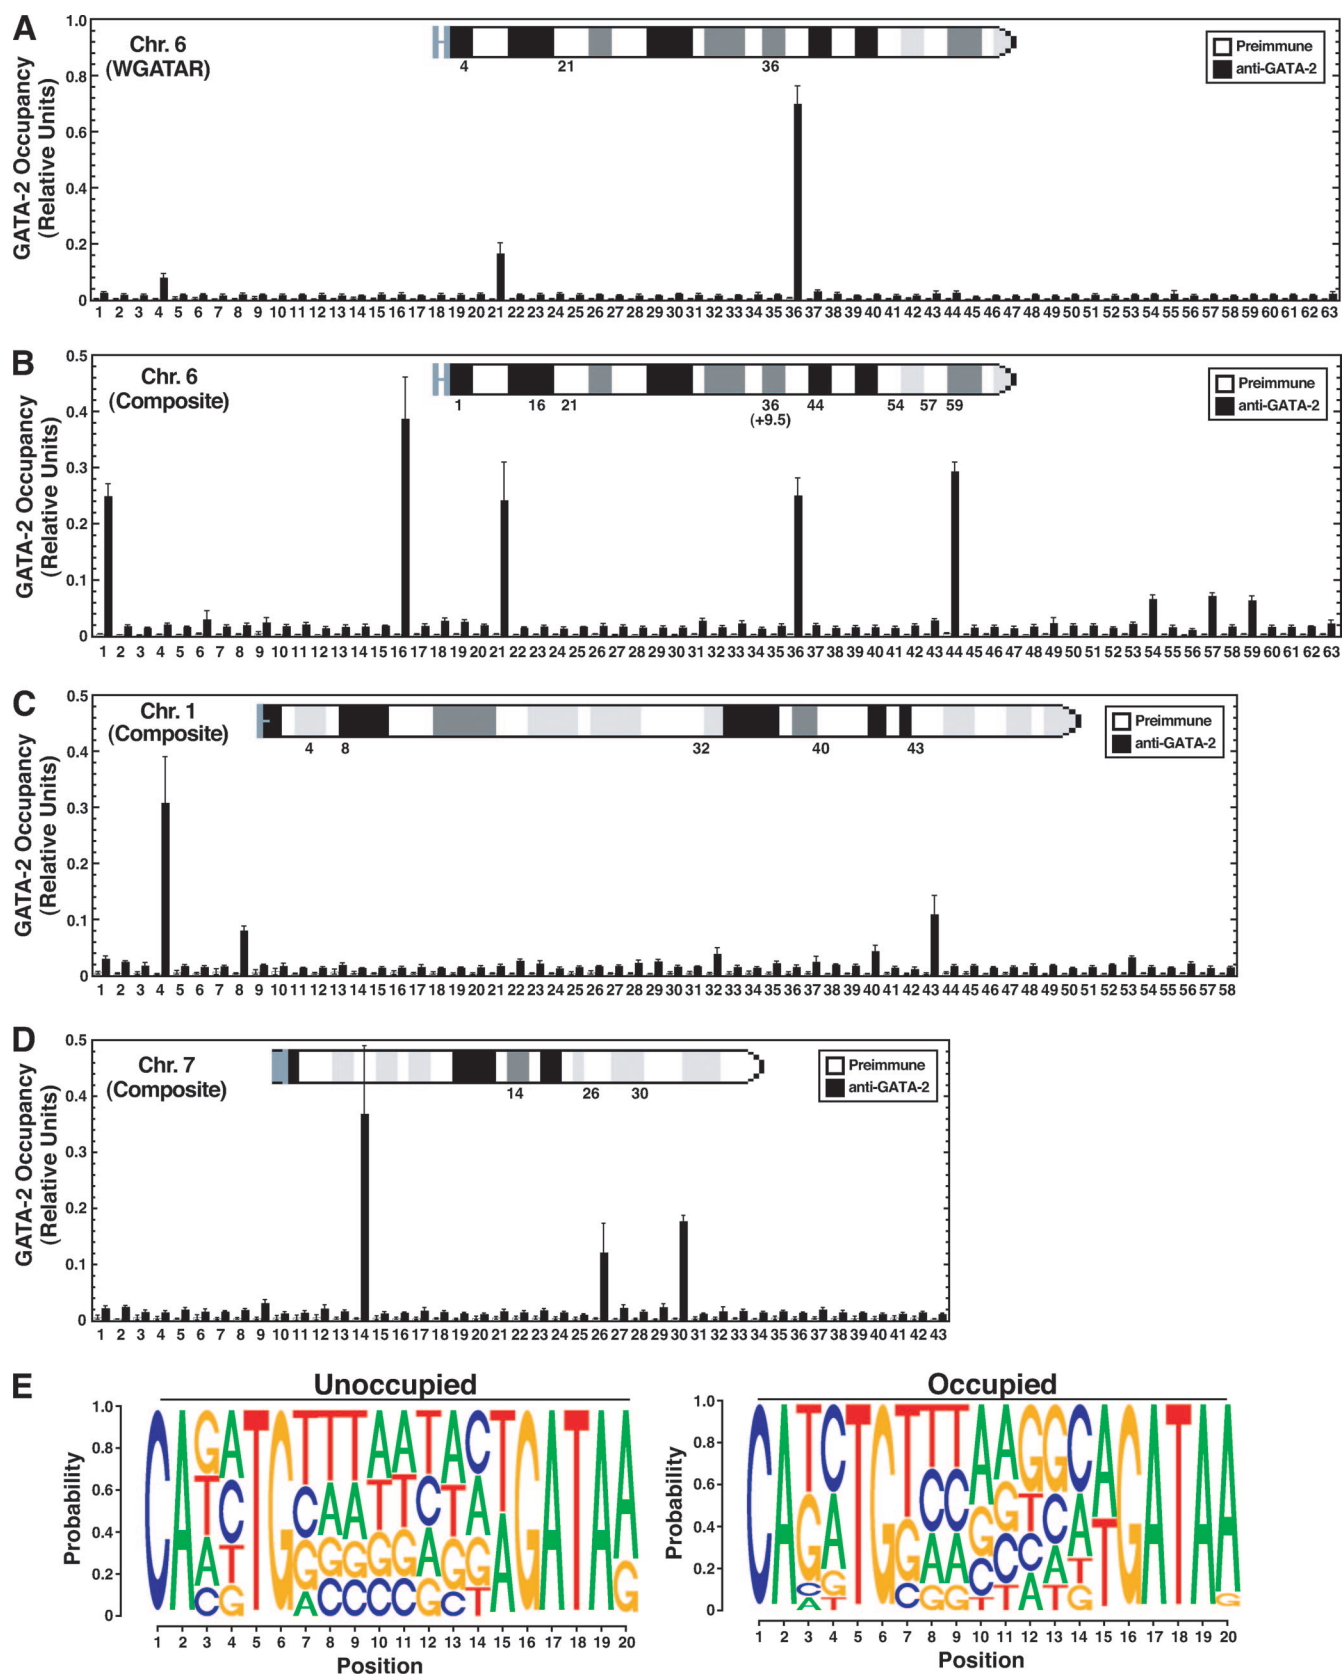 A
Chr. 6
(WGATAR)
GATA-2 Occupancy
(Relative Units)
1.0
0.8
0.6
0.4
0.2
0
4 21 36
Preimmune
anti-GATA-2
1 2 3 4 5 6 7 8 9 10 11 12 13 14 15 16 17 18 19 20 21 22 23 24 25 26 27 28 29 30 31 32 33 34 35 36 37 38 39 40 41 42 43 44 45 46 47 48 49 50 51 52 53 54 55 56 57 58 59 60 61 62 63
B
Chr. 6
(Composite)
GATA-2 Occupancy
(Relative Units)
0.5
0.4
0.3
0.2
0.1
0
1 16 21 36 44 54 57 59
(+9.5)
Preimmune
anti-GATA-2
1 2 3 4 5 6 7 8 9 10 11 12 13 14 15 16 17 18 19 20 21 22 23 24 25 26 27 28 29 30 31 32 33 34 35 36 37 38 39 40 41 42 43 44 45 46 47 48 49 50 51 52 53 54 55 56 57 58 59 60 61 62 63
C
Chr. 1
(Composite)
GATA-2 Occupancy
(Relative Units)
0.5
0.4
0.3
0.2
0.1
0
4 8 32 40 43
Preimmune
anti-GATA-2
1 2 3 4 5 6 7 8 9 10 11 12 13 14 15 16 17 18 19 20 21 22 23 24 25 26 27 28 29 30 31 32 33 34 35 36 37 38 39 40 41 42 43 44 45 46 47 48 49 50 51 52 53 54 55 56 57 58
D
Chr. 7
(Composite)
GATA-2 Occupancy
(Relative Units)
0.5
0.4
0.3
0.2
0.1
0
14 26 30
Preimmune
anti-GATA-2
1 2 3 4 5 6 7 8 9 10 11 12 13 14 15 16 17 18 19 20 21 22 23 24 25 26 27 28 29 30 31 32 33 34 35 36 37 38 39 40 41 42 43
E
Unoccupied
Probability
1.0
0.8
0.6
0.4
0.2
0
CAGATGTTTAATACTGATAA
1 2 3 4 5 6 7 8 9 10 11 12 13 14 15 16 17 18 19 20
Position
Occupied
Probability
1.0
0.8
0.6
0.4
0.2
0
CATCTGTTTAAGGCAGATAA
1 2 3 4 5 6 7 8 9 10 11 12 13 14 15 16 17 18 19 20
Position